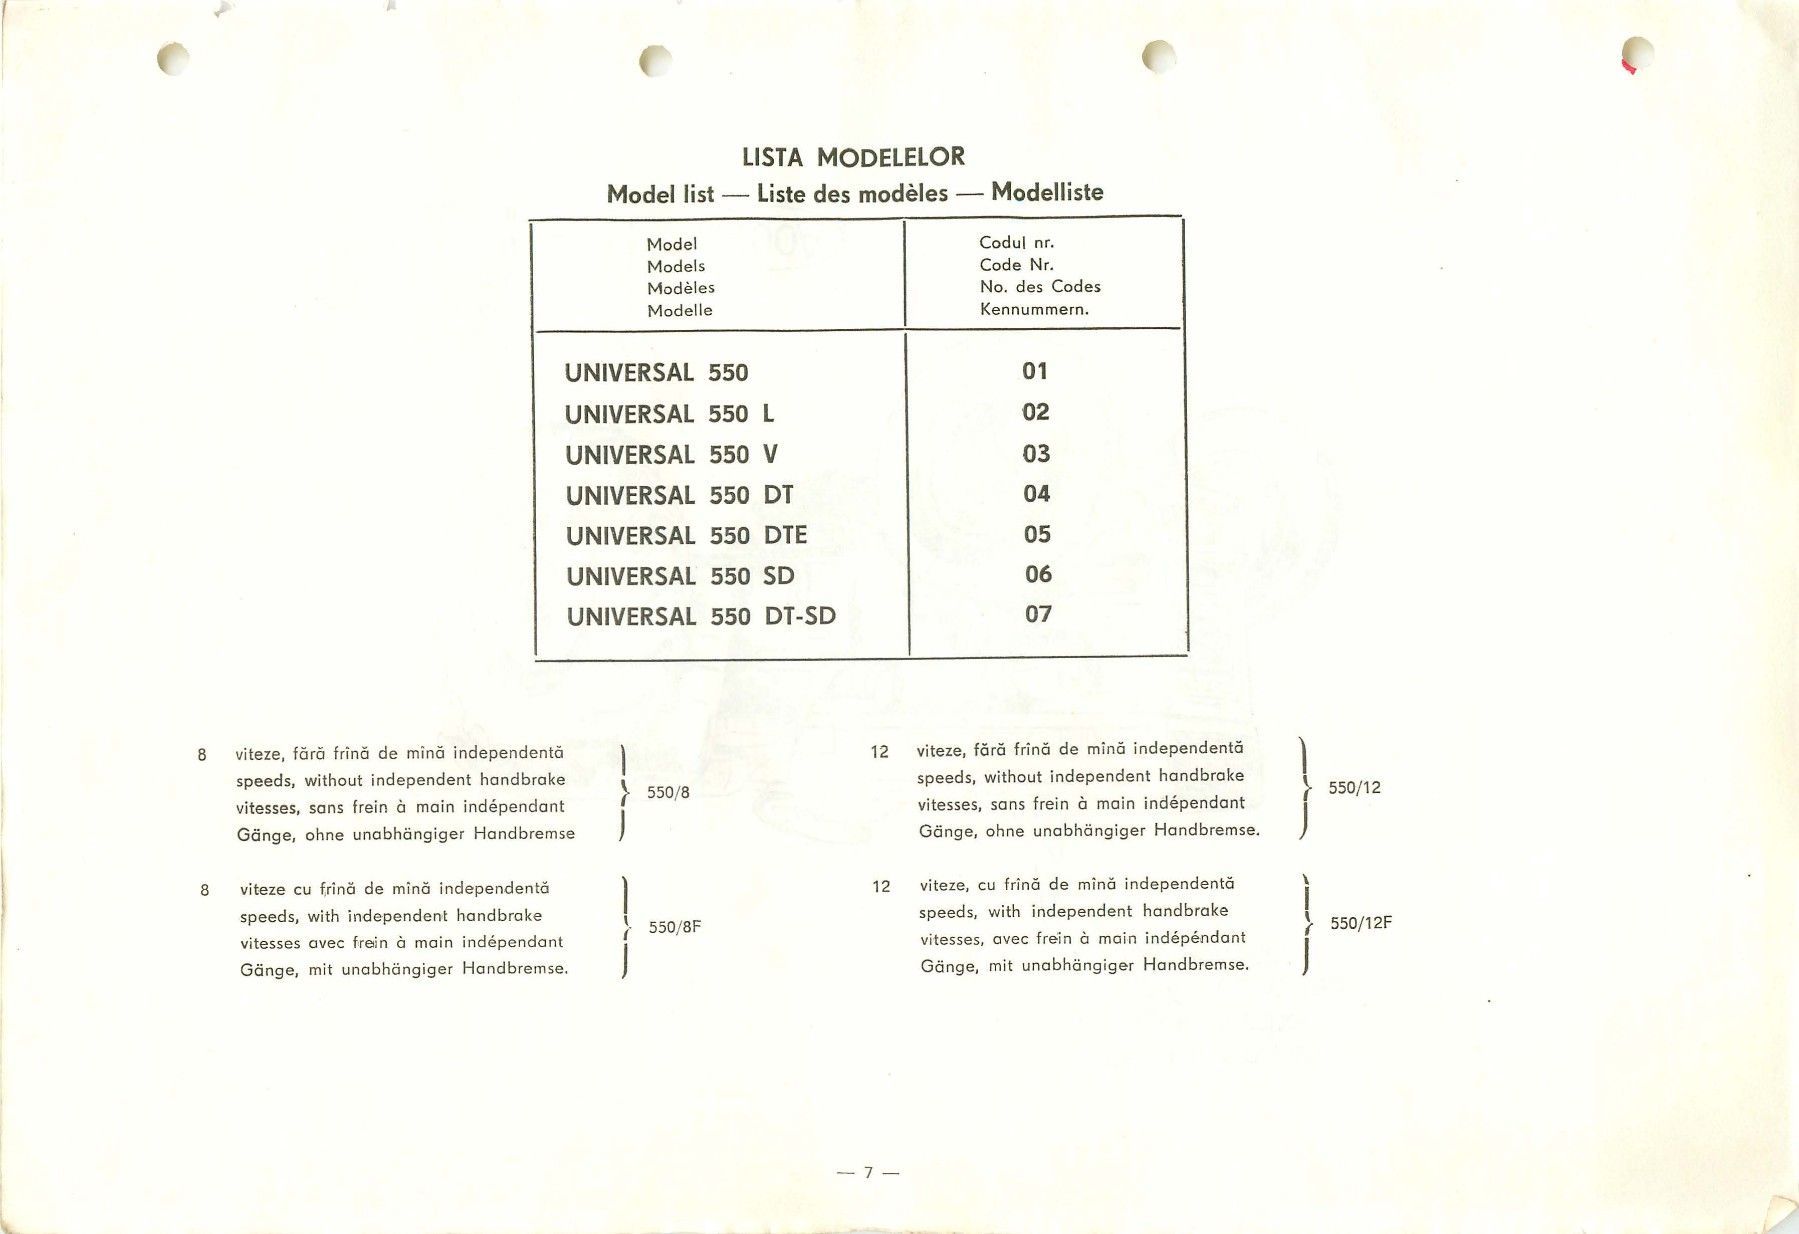 LISTA MODELELOR
Model list — Liste des modèles — Modelliste
Model
Models
Modèles
Modelle
Codul nr.
Code Nr.
No. des Codes
Kennummern.
UNIVERSAL 550 01
UNIVERSAL 550 L 02
UNIVERSAL 550 V 03
UNIVERSAL 550 DT 04
UNIVERSAL 550 DTE 05
UNIVERSAL 550 SD 06
UNIVERSAL 550 DT-SD 07
8 viteze, fără frînă de mînă independentă
speeds, without independent handbrake
vitesses, sans frein à main indépendant
Gänge, ohne unabhängiger Handbremse
550/8
8 viteze cu frînă de mînă independentă
speeds, with independent handbrake
vitesses avec frein à main indépendant
Gänge, mit unabhängiger Handbremse.
550/8F
12 viteze, fără frînă de mînă independentă
speeds, without independent handbrake
vitesses, sans frein à main indépendant
Gänge, ohne unabhängiger Handbremse.
550/12
12 viteze, cu frînă de mînă independentă
speeds, with independent handbrake
vitesses, avec frein à main indépéndant
Gänge, mit unabhängiger Handbremse.
550/12F
— 7 —